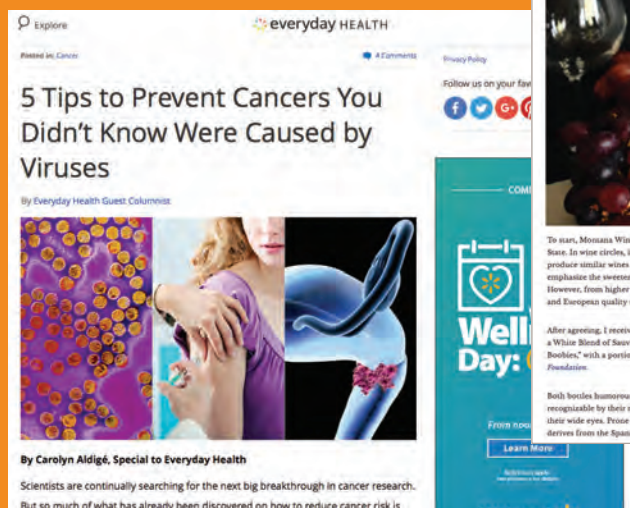 Explore
everyday HEALTH
Posted in: Cancer
4 Comments
5 Tips to Prevent Cancers You
Didn't Know Were Caused by
Viruses
By Everyday Health Guest Columnist
By Carolyn Aldigé, Special to Everyday Health
Scientists are continually searching for the next big breakthrough in cancer research.
But so much of what has already been discovered on how to reduce cancer risk is
Privacy Policy
Follow us on your fav
COM
Well
Day:
From noo
Learn More
To start, Montana Win
State. In wine circles, i
produce similar wines
emphasize the sweete
However, from higher
and European quality
After agreeing, I receiv
a White Blend of Sauv
Boobies," with a portio
Foundation.
Both bottles humorou
recognizable by their
their wide eyes. Prone
derives from the Span